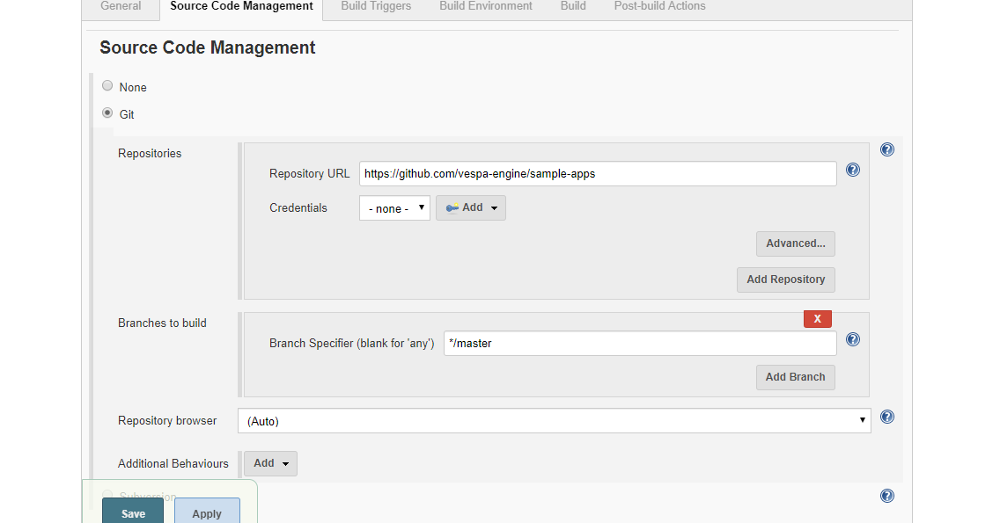 General Source Code Management Build Triggers Build Environment Build Post-build Actions
Source Code Management
None
Git
Repositories
Repository URL https://github.com/vespa-engine/sample-apps
Credentials - none - Add
Advanced...
Add Repository
Branches to build
X
Branch Specifier (blank for 'any') */master
Add Branch
Repository browser (Auto)
Additional Behaviours Add
Subversion
Save Apply